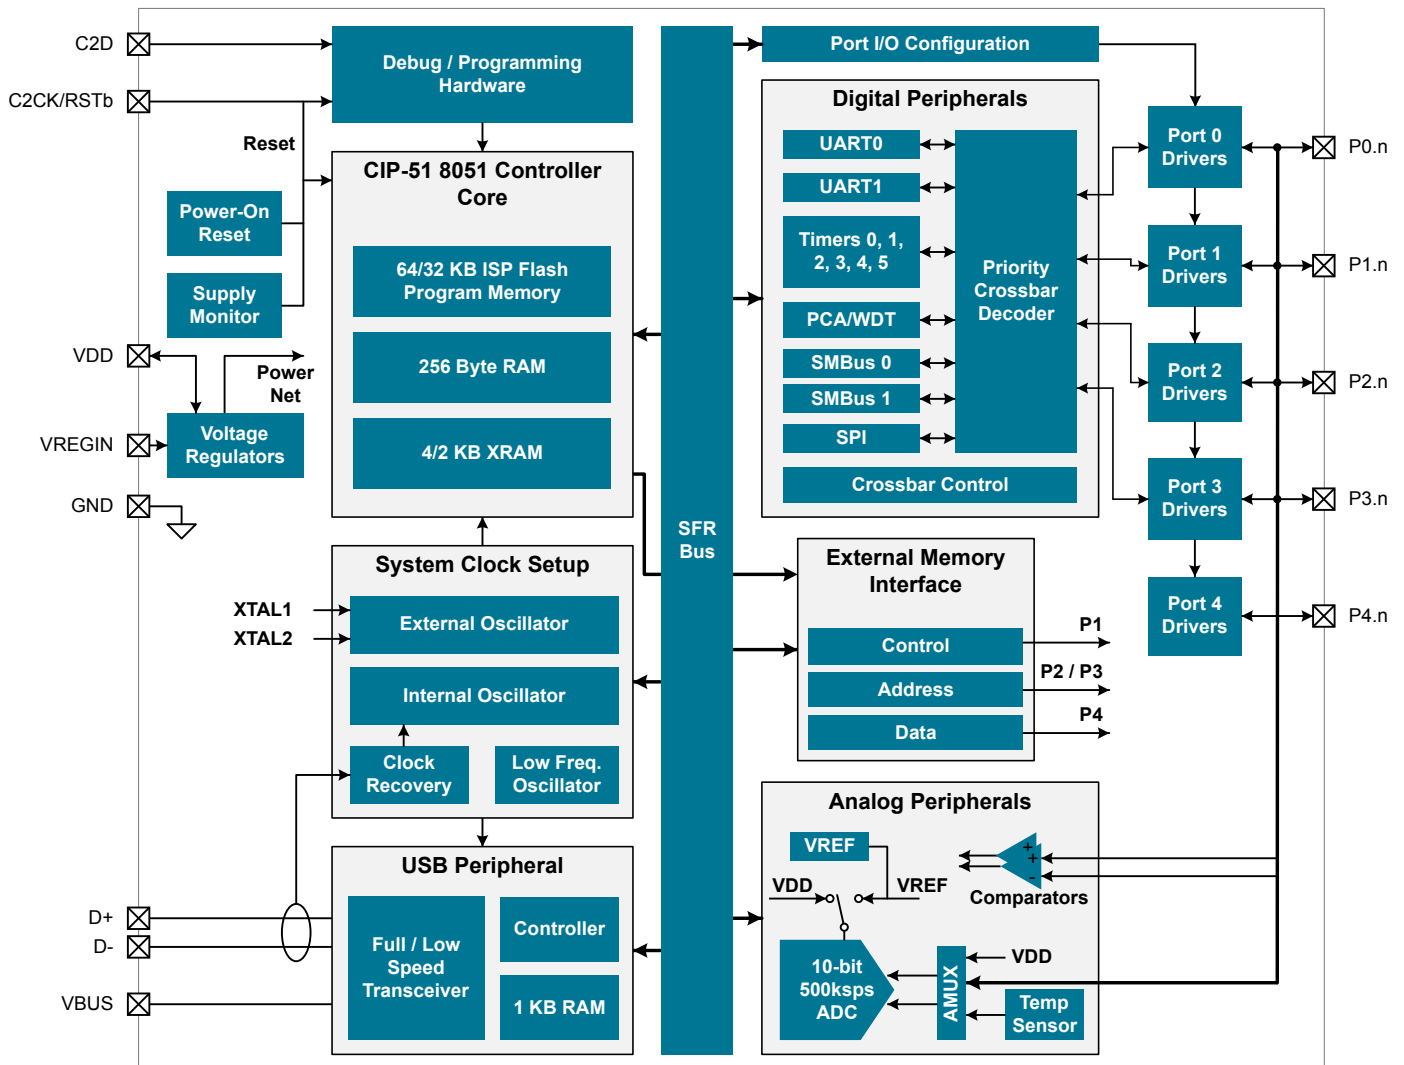 C2D
C2CK/RSTb
Debug / Programming
Hardware
Reset
Power-On
Reset
Supply
Monitor
VDD
Power
Net
VREGIN
Voltage
Regulators
GND
CIP-51 8051 Controller
Core
64/32 KB ISP Flash
Program Memory
256 Byte RAM
4/2 KB XRAM
System Clock Setup
XTAL1
XTAL2
External Oscillator
Internal Oscillator
Clock
Recovery
Low Freq.
Oscillator
USB Peripheral
D+
D-
VBUS
Full / Low
Speed
Transceiver
Controller
1 KB RAM
SFR
Bus
Port I/O Configuration
Digital Peripherals
UART0
UART1
Timers 0, 1,
2, 3, 4, 5
PCA/WDT
SMBus 0
SMBus 1
SPI
Priority
Crossbar
Decoder
Crossbar Control
Port 0
Drivers
Port 1
Drivers
Port 2
Drivers
Port 3
Drivers
Port 4
Drivers
P0.n
P1.n
P2.n
P3.n
P4.n
External Memory
Interface
Control
Address
Data
P1
P2 / P3
P4
Analog Peripherals
VREF
VDD
VREF
+
+
-
Comparators
10-bit
500ksps
ADC
AMUX
VDD
Temp
Sensor